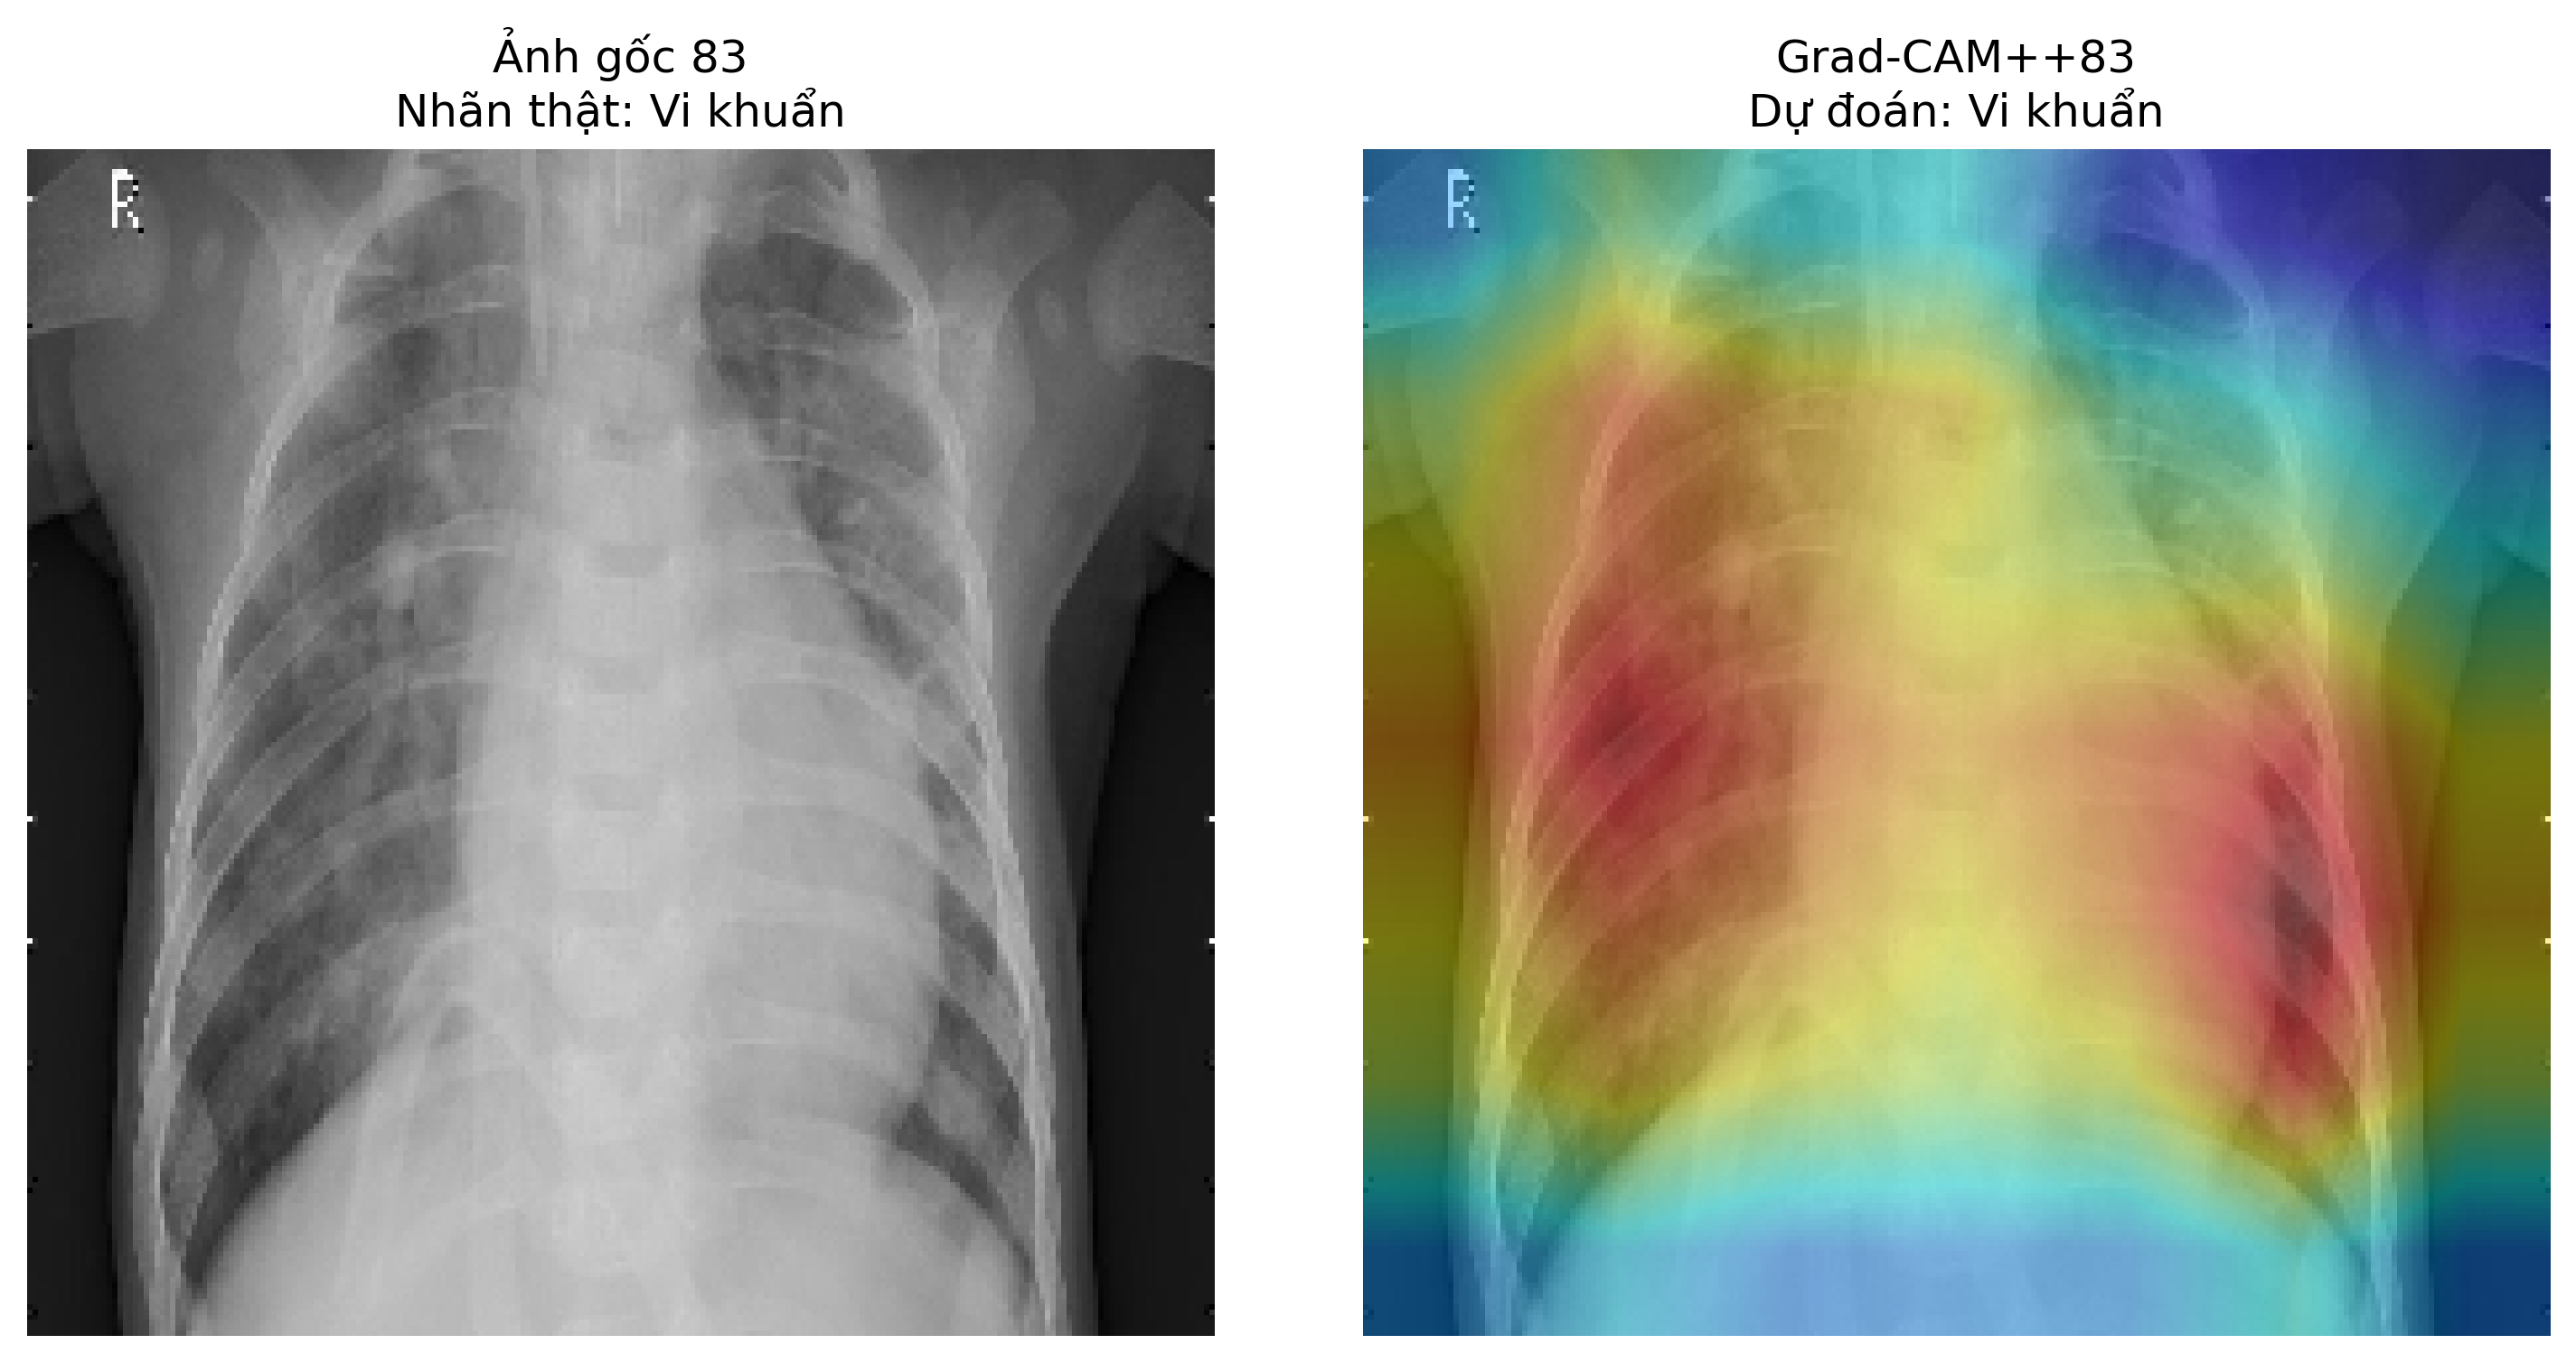 Ảnh gốc 83
Nhãn thật: Vi khuẩn
R
Grad-CAM++83
Dự đoán: Vi khuẩn
R